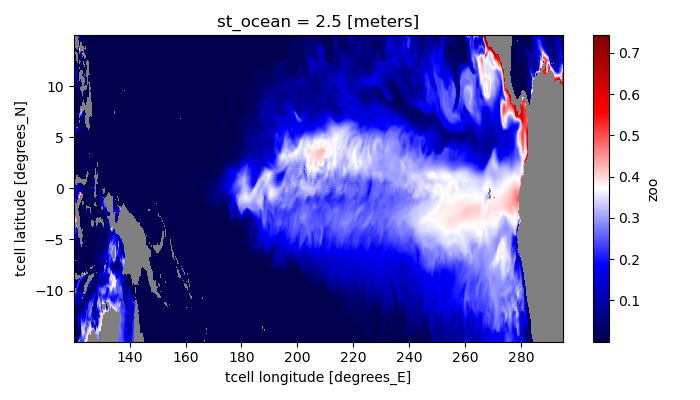 st_ocean = 2.5 [meters]
10
5
0
−5
−10
tcell latitude [degrees_N]
140 160 180 200 220 240 260 280
tcell longitude [degrees_E]
0.7
0.6
0.5
0.4
0.3
0.2
0.1
zoo